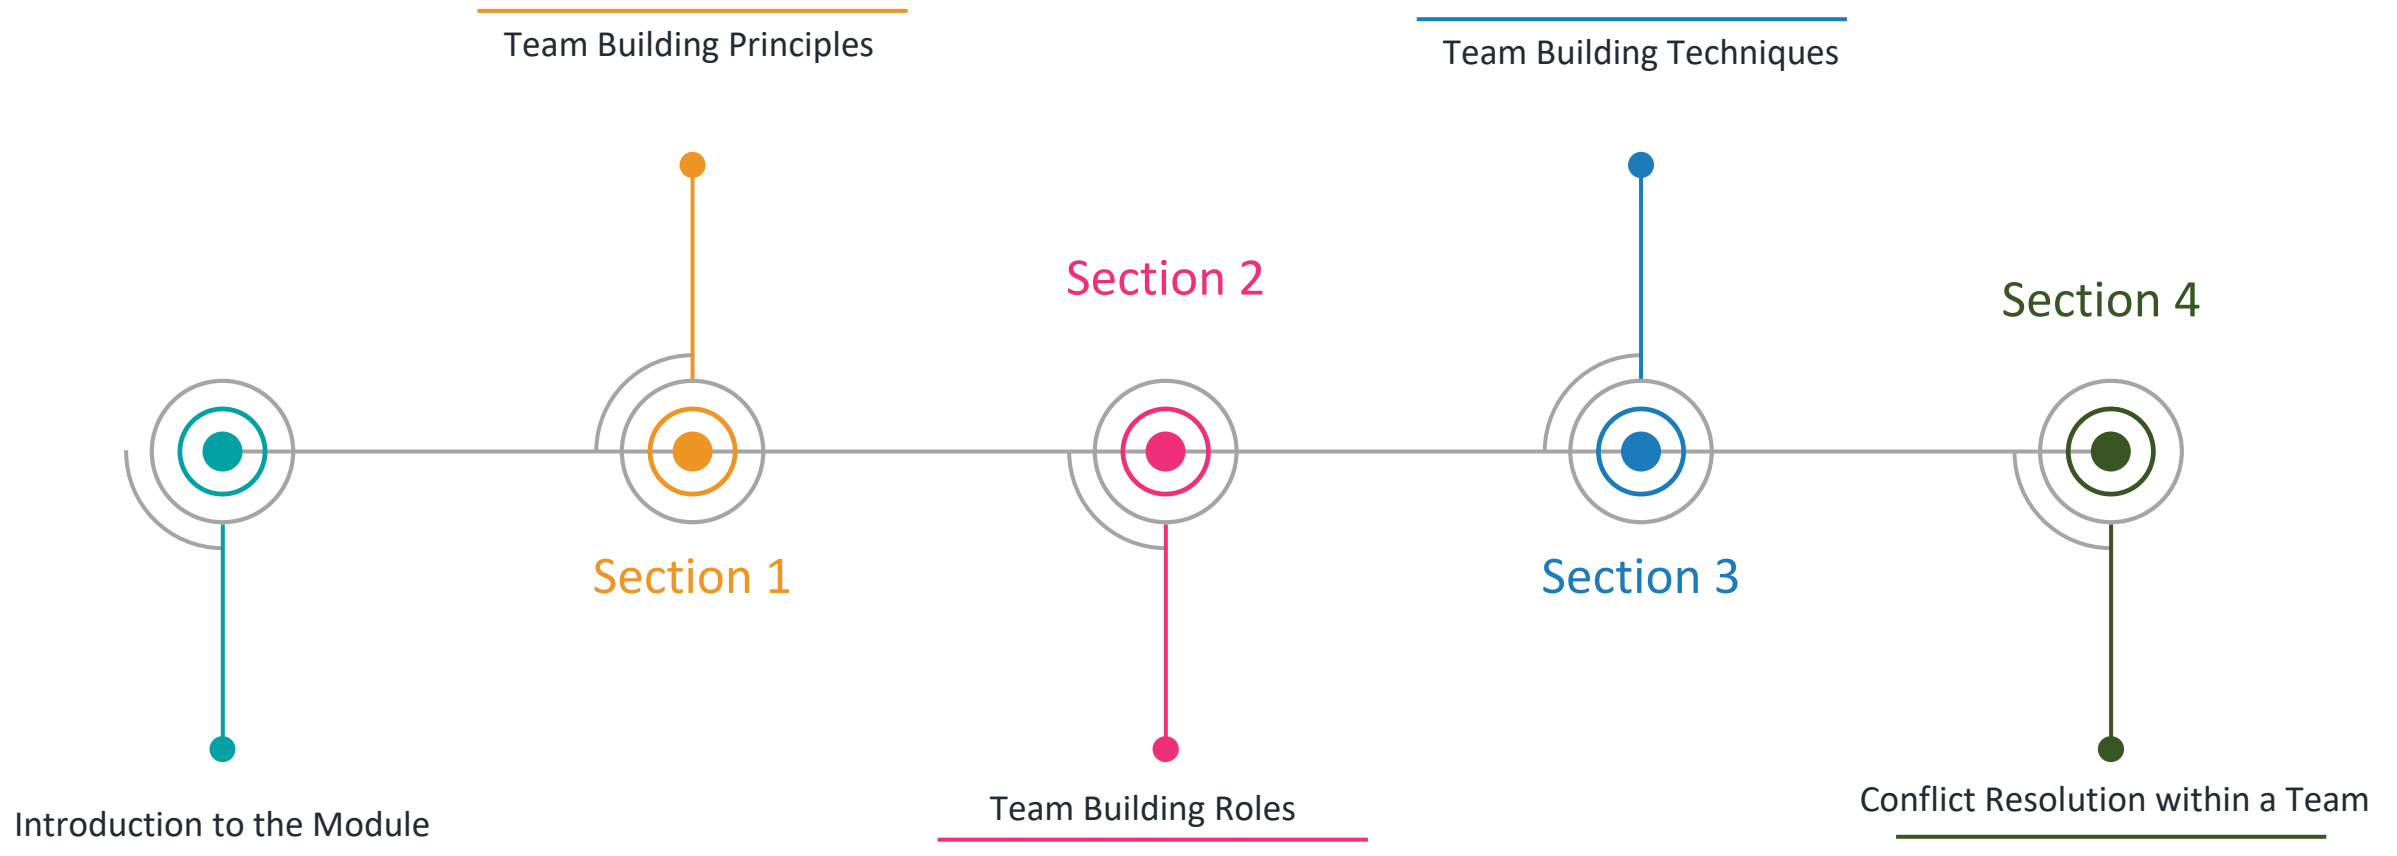 Team Building Principles
Team Building Techniques
Section 2
Section 4
Section 1
Section 3
Introduction to the Module
Team Building Roles
Conflict Resolution within a Team